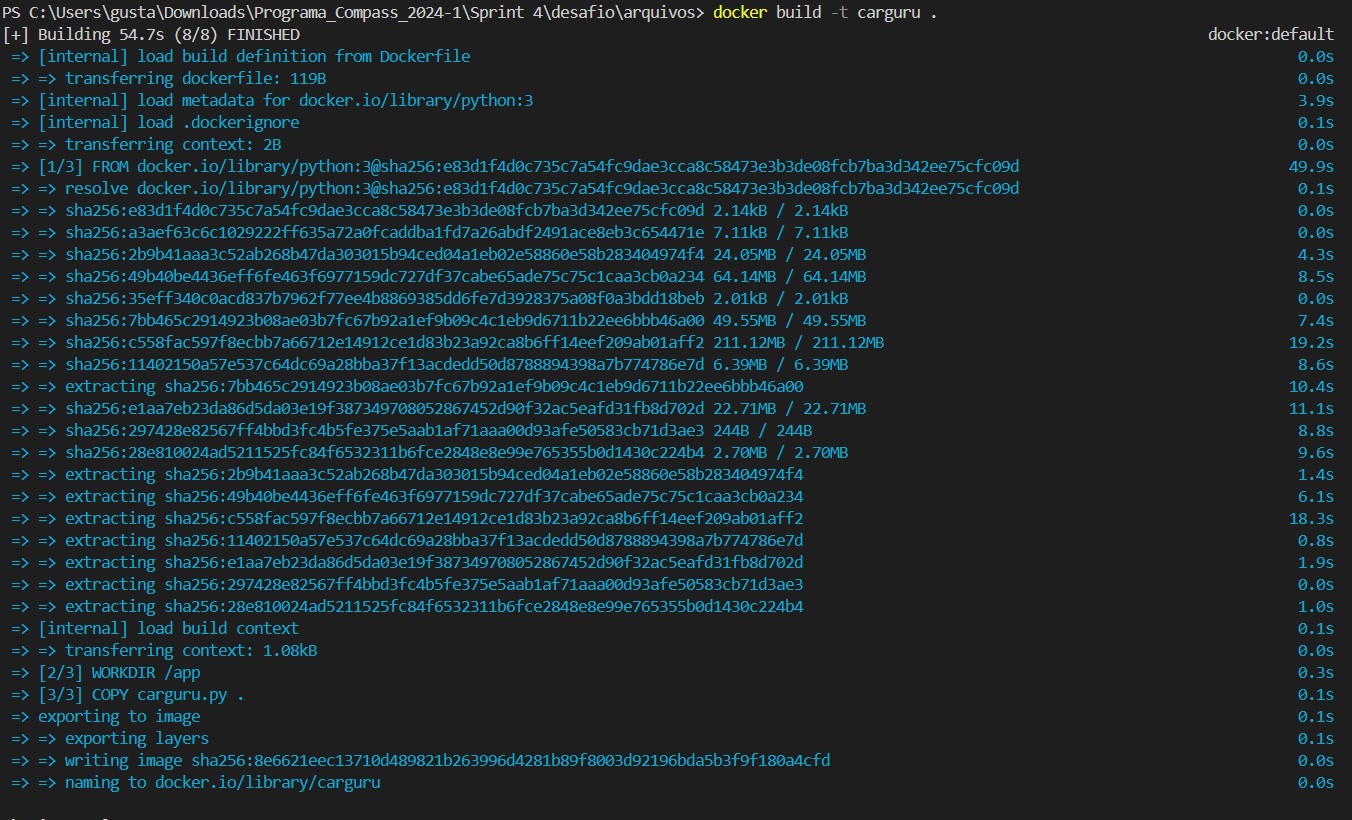 PS C:\Users\gusta\Downloads\Programa_Compass_2024-1\Sprint 4\desafio\arquivos> docker build -t carguru .
[+] Building 54.7s (8/8) FINISHED docker:default
=> [internal] load build definition from Dockerfile 0.0s
=> => transferring dockerfile: 119B 0.0s
=> [internal] load metadata for docker.io/library/python:3 3.9s
=> [internal] load .dockerignore 0.1s
=> => transferring context: 2B 0.0s
=> [1/3] FROM docker.io/library/python:3@sha256:e83d1f4d0c735c7a54fc9dae3cca8c58473e3b3de08fcb7ba3d342ee75cfc09d 49.9s
=> => resolve docker.io/library/python:3@sha256:e83d1f4d0c735c7a54fc9dae3cca8c58473e3b3de08fcb7ba3d342ee75cfc09d 0.1s
=> => sha256:e83d1f4d0c735c7a54fc9dae3cca8c58473e3b3de08fcb7ba3d342ee75cfc09d 2.14kB / 2.14kB 0.0s
=> => sha256:a3aef63c6c1029222ff635a72a0fcaddba1fd7a26abdf2491ace8eb3c654471e 7.11kB / 7.11kB 0.0s
=> => sha256:2b9b41aaa3c52ab268b47da303015b94ced04a1eb02e58860e58b283404974f4 24.05MB / 24.05MB 4.3s
=> => sha256:49b40be4436eff6fe463f6977159dc727df37cabe65ade75c75c1caa3cb0a234 64.14MB / 64.14MB 8.5s
=> => sha256:35eff340c0acd837b7962f77ee4b8869385dd6fe7d3928375a08f0a3bdd18beb 2.01kB / 2.01kB 0.0s
=> => sha256:7bb465c2914923b08ae03b7fc67b92a1ef9b09c4c1eb9d6711b22ee6bbb46a00 49.55MB / 49.55MB 7.4s
=> => sha256:c558fac597f8ecbb7a66712e14912ce1d83b23a92ca8b6ff14eef209ab01aff2 211.12MB / 211.12MB 19.2s
=> => sha256:11402150a57e537c64dc69a28bba37f13acdedd50d8788894398a7b774786e7d 6.39MB / 6.39MB 8.6s
=> => extracting sha256:7bb465c2914923b08ae03b7fc67b92a1ef9b09c4c1eb9d6711b22ee6bbb46a00 10.4s
=> => sha256:e1aa7eb23da86d5da03e19f387349708052867452d90f32ac5eafd31fb8d702d 22.71MB / 22.71MB 11.1s
=> => sha256:297428e82567ff4bbd3fc4b5fe375e5aab1af71aaa00d93afe50583cb71d3ae3 244B / 244B 8.8s
=> => sha256:28e810024ad5211525fc84f6532311b6fce2848e8e99e765355b0d1430c224b4 2.70MB / 2.70MB 9.6s
=> => extracting sha256:2b9b41aaa3c52ab268b47da303015b94ced04a1eb02e58860e58b283404974f4 1.4s
=> => extracting sha256:49b40be4436eff6fe463f6977159dc727df37cabe65ade75c75c1caa3cb0a234 6.1s
=> => extracting sha256:c558fac597f8ecbb7a66712e14912ce1d83b23a92ca8b6ff14eef209ab01aff2 18.3s
=> => extracting sha256:11402150a57e537c64dc69a28bba37f13acdedd50d8788894398a7b774786e7d 0.8s
=> => extracting sha256:e1aa7eb23da86d5da03e19f387349708052867452d90f32ac5eafd31fb8d702d 1.9s
=> => extracting sha256:297428e82567ff4bbd3fc4b5fe375e5aab1af71aaa00d93afe50583cb71d3ae3 0.0s
=> => extracting sha256:28e810024ad5211525fc84f6532311b6fce2848e8e99e765355b0d1430c224b4 1.0s
=> [internal] load build context 0.1s
=> => transferring context: 1.08kB 0.0s
=> [2/3] WORKDIR /app 0.3s
=> [3/3] COPY carguru.py . 0.1s
=> exporting to image 0.1s
=> => exporting layers 0.1s
=> => writing image sha256:8e6621eec13710d489821b263996d4281b89f8003d92196bda5b3f9f180a4cfd 0.0s
=> => naming to docker.io/library/carguru 0.0s